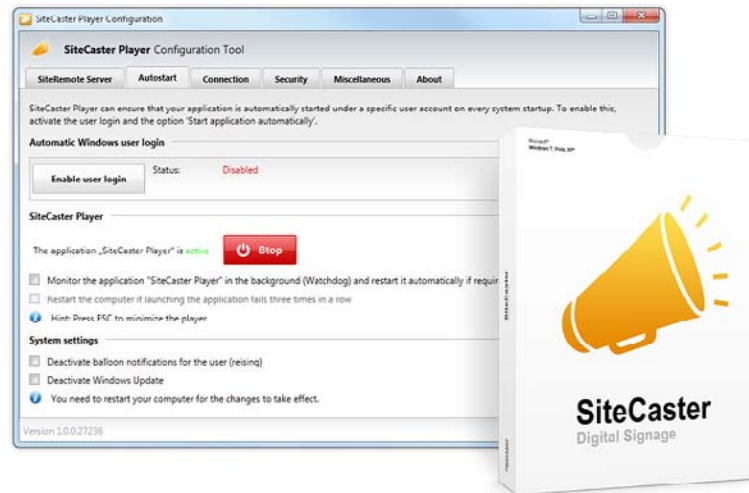 SiteCaster Player Configuration
SiteCaster Player Configuration Tool
SiteRemote Server
Autostart
Connection
Security
Miscellaneous
About
SiteCaster Player can ensure that your application is automatically started under a specific user account on every system startup. To enable this,
activate the user login and the option 'Start application automatically'.
Automatic Windows user login
Enable user login
Status:
Disabled
SiteCaster Player
The application „SiteCaster Player" is active
Stop
Monitor the application "SiteCaster Player" in the background (Watchdog) and restart it automatically if requir
Restart the computer if launching the application fails three times in a row
Hint: Press ESC to minimize the player
System settings
Deactivate balloon notifications for the user (reising)
Deactivate Windows Update
You need to restart your computer for the changes to take effect.
Version 1.0.0.27236
Microsoft®
Windows 7, Vista, XP®
SiteCaster
SiteCaster
Digital Signage